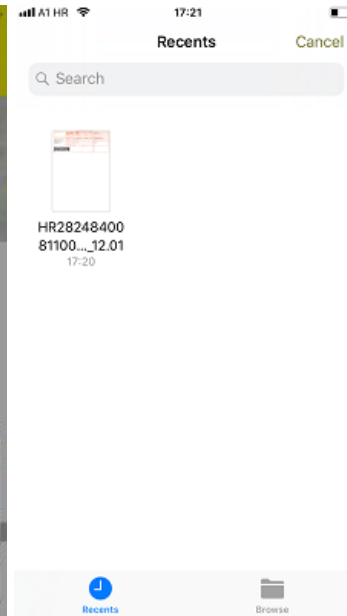 A1 HR
17:21
Recents
Cancel
Search
HR28248400
81100..._12.01
17:20
Recents
Browse